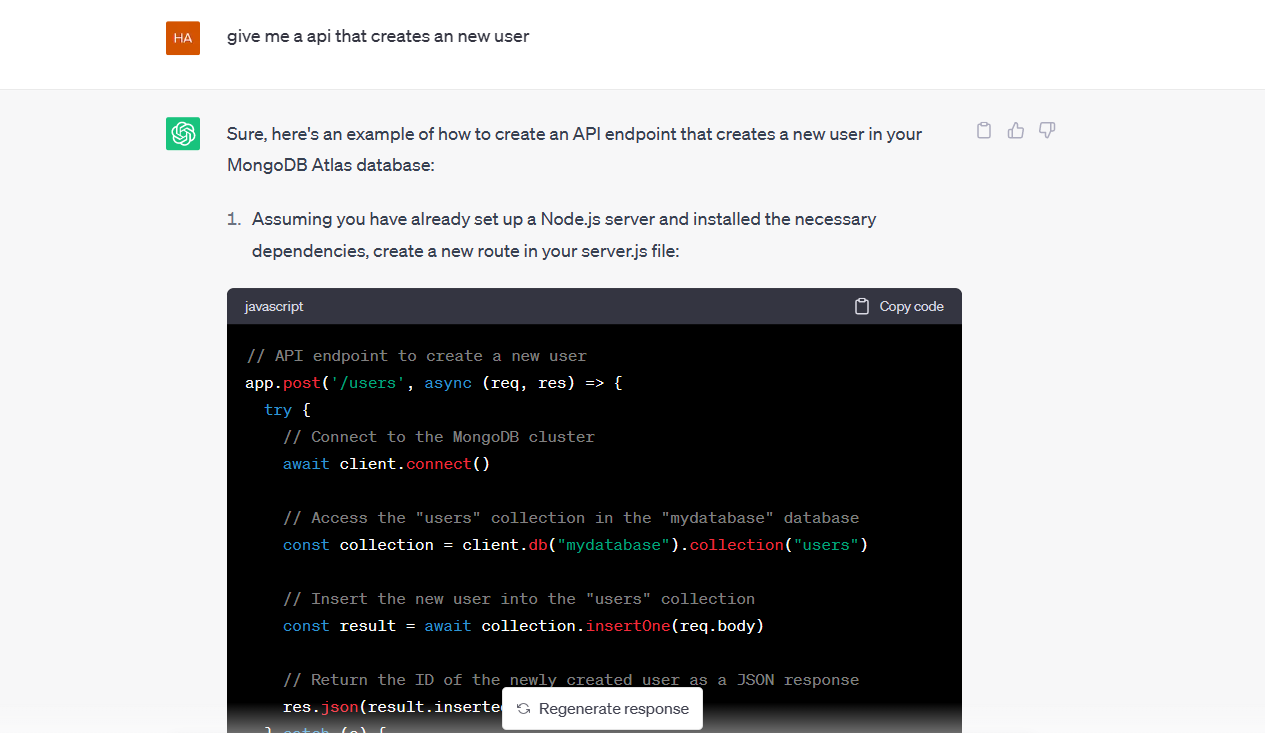 HA
give me a api that creates an new user
Sure, here's an example of how to create an API endpoint that creates a new user in your
MongoDB Atlas database:
1. Assuming you have already set up a Node.js server and installed the necessary
dependencies, create a new route in your server.js file:
javascript
Copy code
// API endpoint to create a new user
app.post('/users', async (req, res) => {
try {
// Connect to the MongoDB cluster
await client.connect()
// Access the "users" collection in the "mydatabase" database
const collection = client.db("mydatabase").collection("users")
// Insert the new user into the "users" collection
const result = await collection.insertOne(req.body)
// Return the ID of the newly created user as a JSON response
res.json(result.inserte
Regenerate response
} catch (e) {